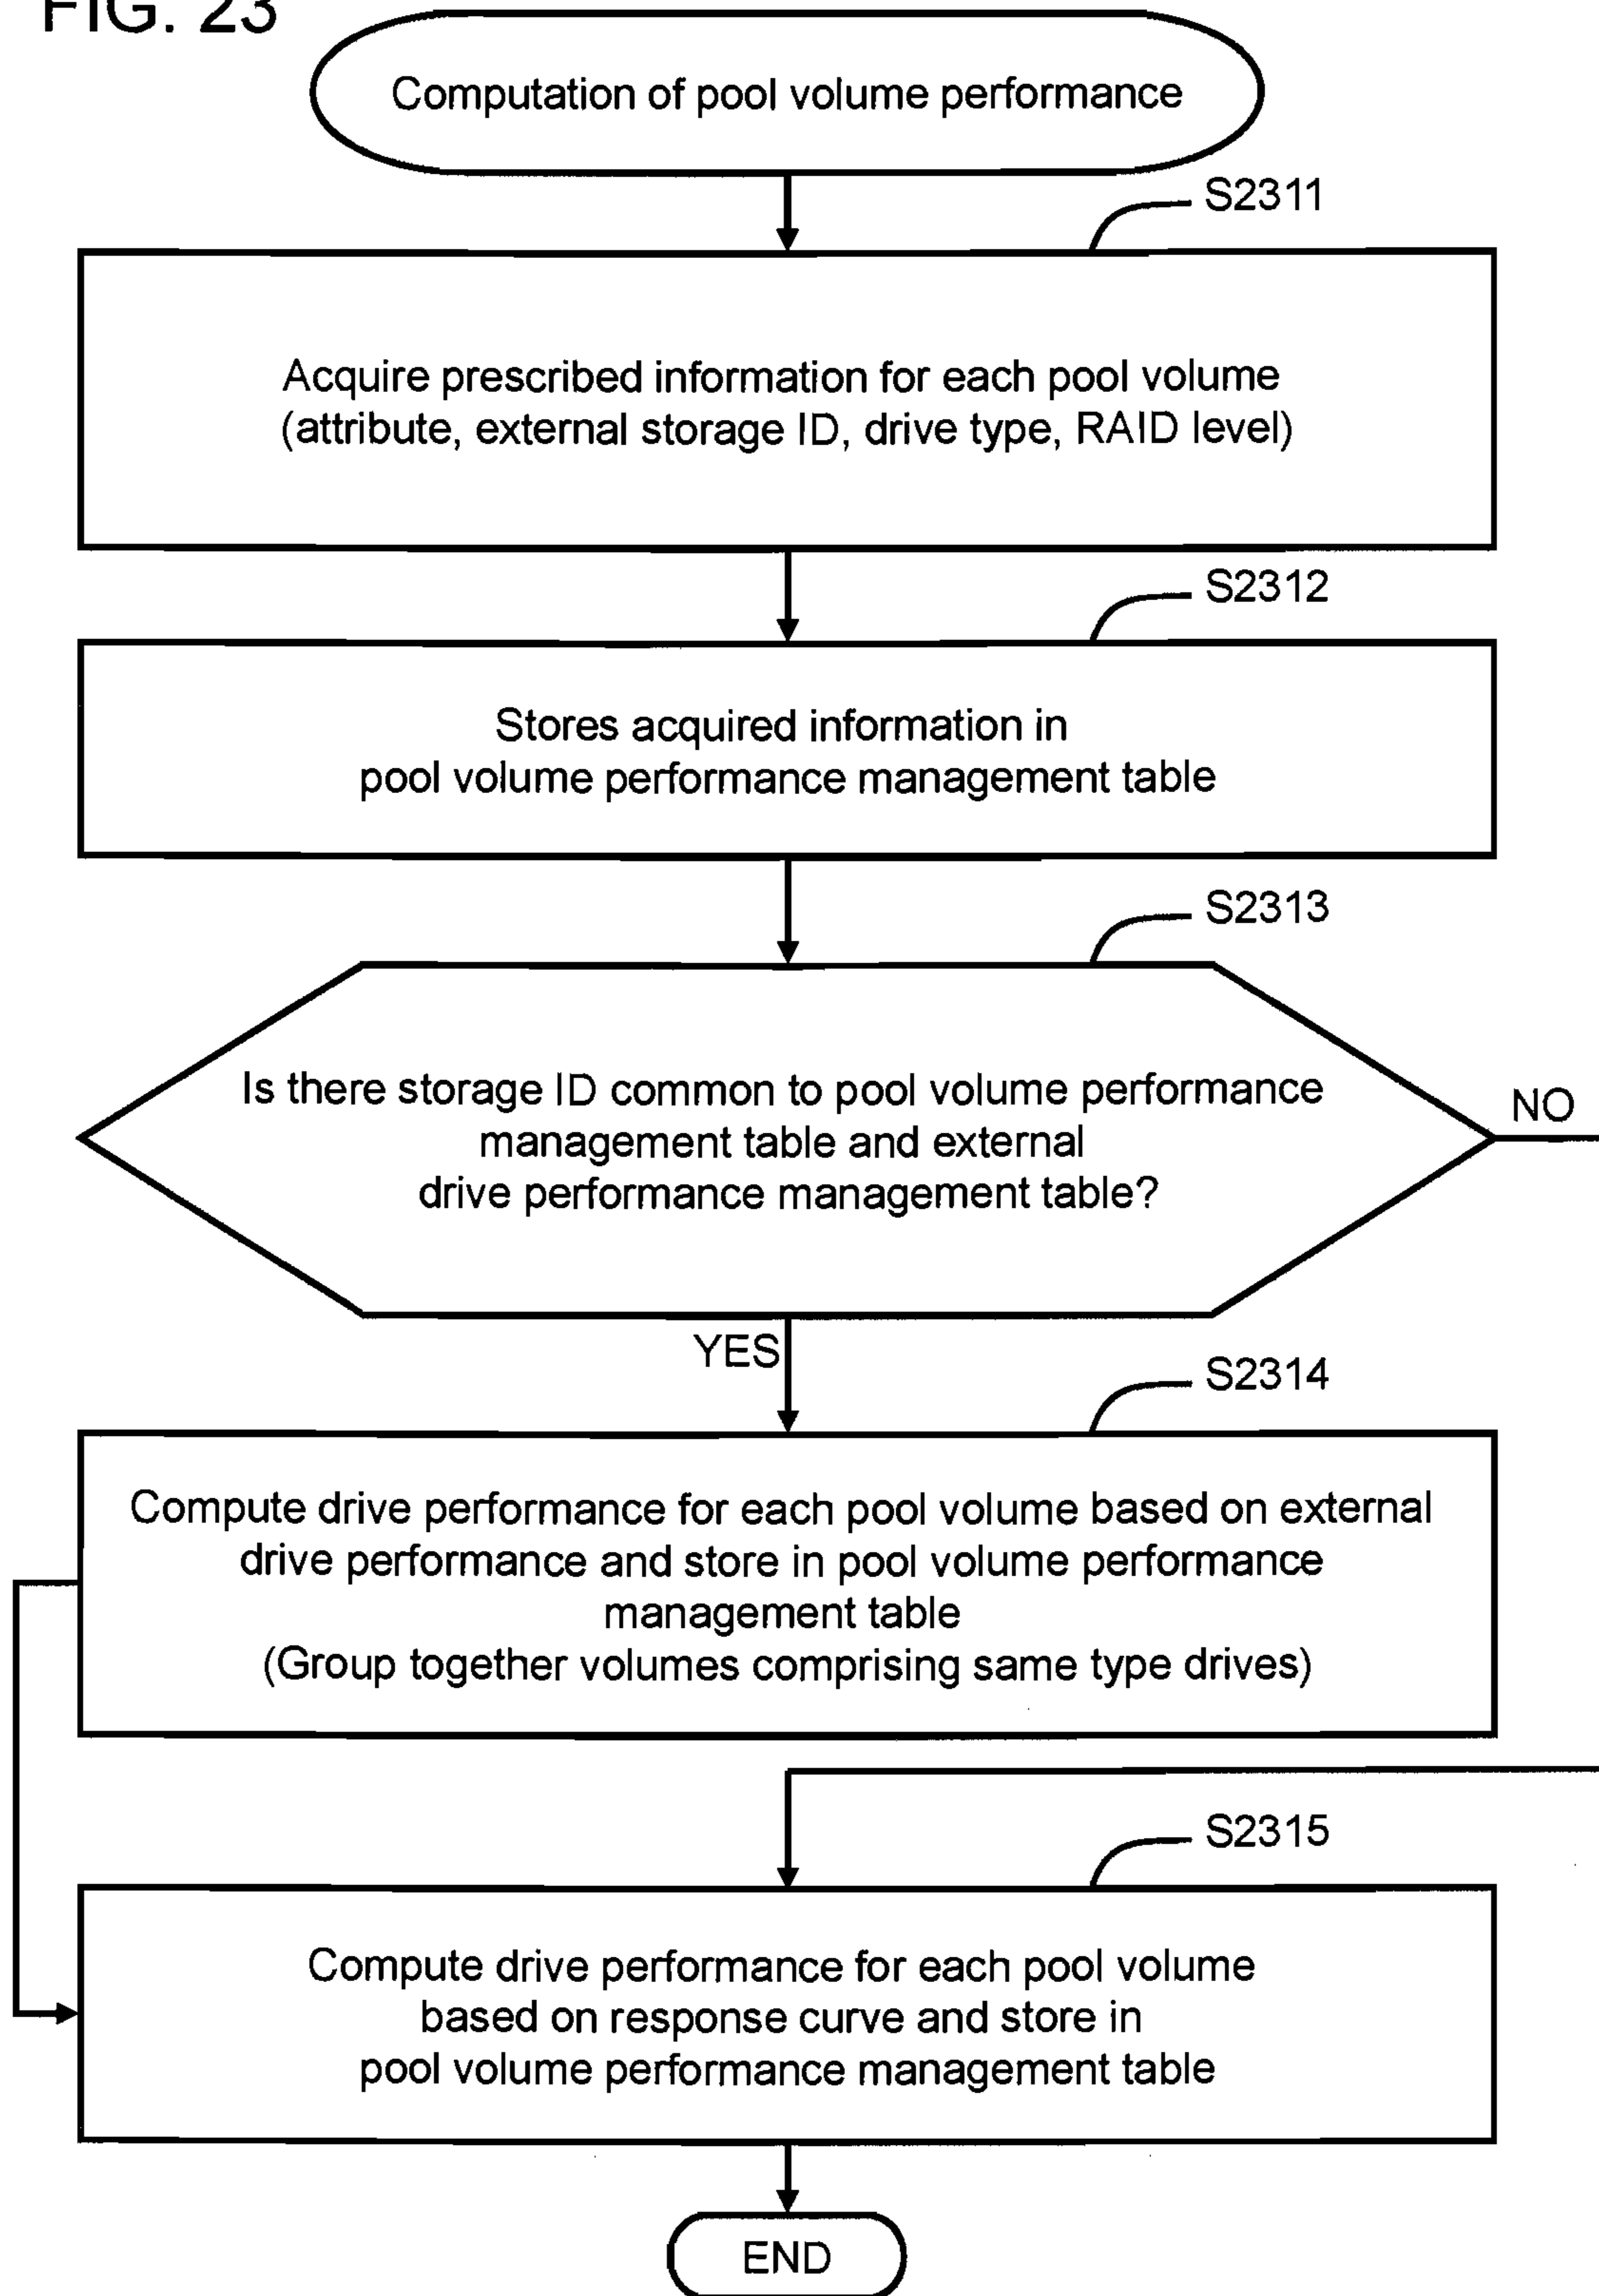 FIG. 23
Computation of pool volume performance
S2311
Acquire prescribed information for each pool volume
(attribute, external storage ID, drive type, RAID level)
S2312
Stores acquired information in
pool volume performance management table
S2313
Is there storage ID common to pool volume performance
management table and external
drive performance management table?
NO
YES
S2314
Compute drive performance for each pool volume based on external
drive performance and store in pool volume performance
management table
(Group together volumes comprising same type drives)
S2315
Compute drive performance for each pool volume
based on response curve and store in
pool volume performance management table
END